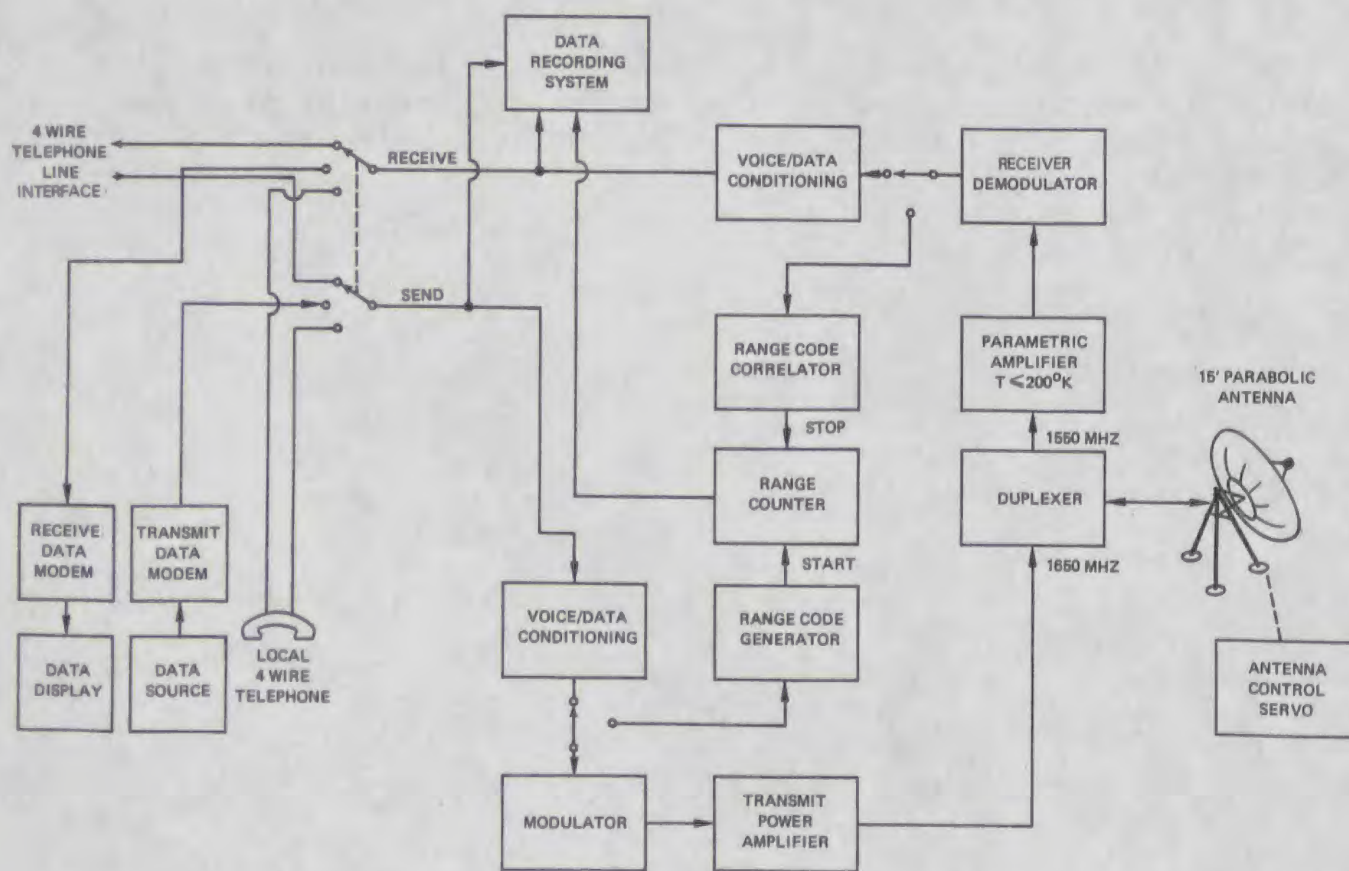 DATA
RECORDING
SYSTEM
4 WIRE
TELEPHONE
LINE
INTERFACE
RECEIVE
VOICE/DATA
CONDITIONING
RECEIVER
DEMODULATOR
SEND
RANGE CODE
CORRELATOR
PARAMETRIC
AMPLIFIER
T ≤200°K
15' PARABOLIC
ANTENNA
STOP
1550 MHZ
RANGE
COUNTER
DUPLEXER
RECEIVE
DATA
MODEM
TRANSMIT
DATA
MODEM
START
1650 MHZ
VOICE/DATA
CONDITIONING
RANGE CODE
GENERATOR
DATA
DISPLAY
DATA
SOURCE
LOCAL
4 WIRE
TELEPHONE
ANTENNA
CONTROL
SERVO
MODULATOR
TRANSMIT
POWER
AMPLIFIER